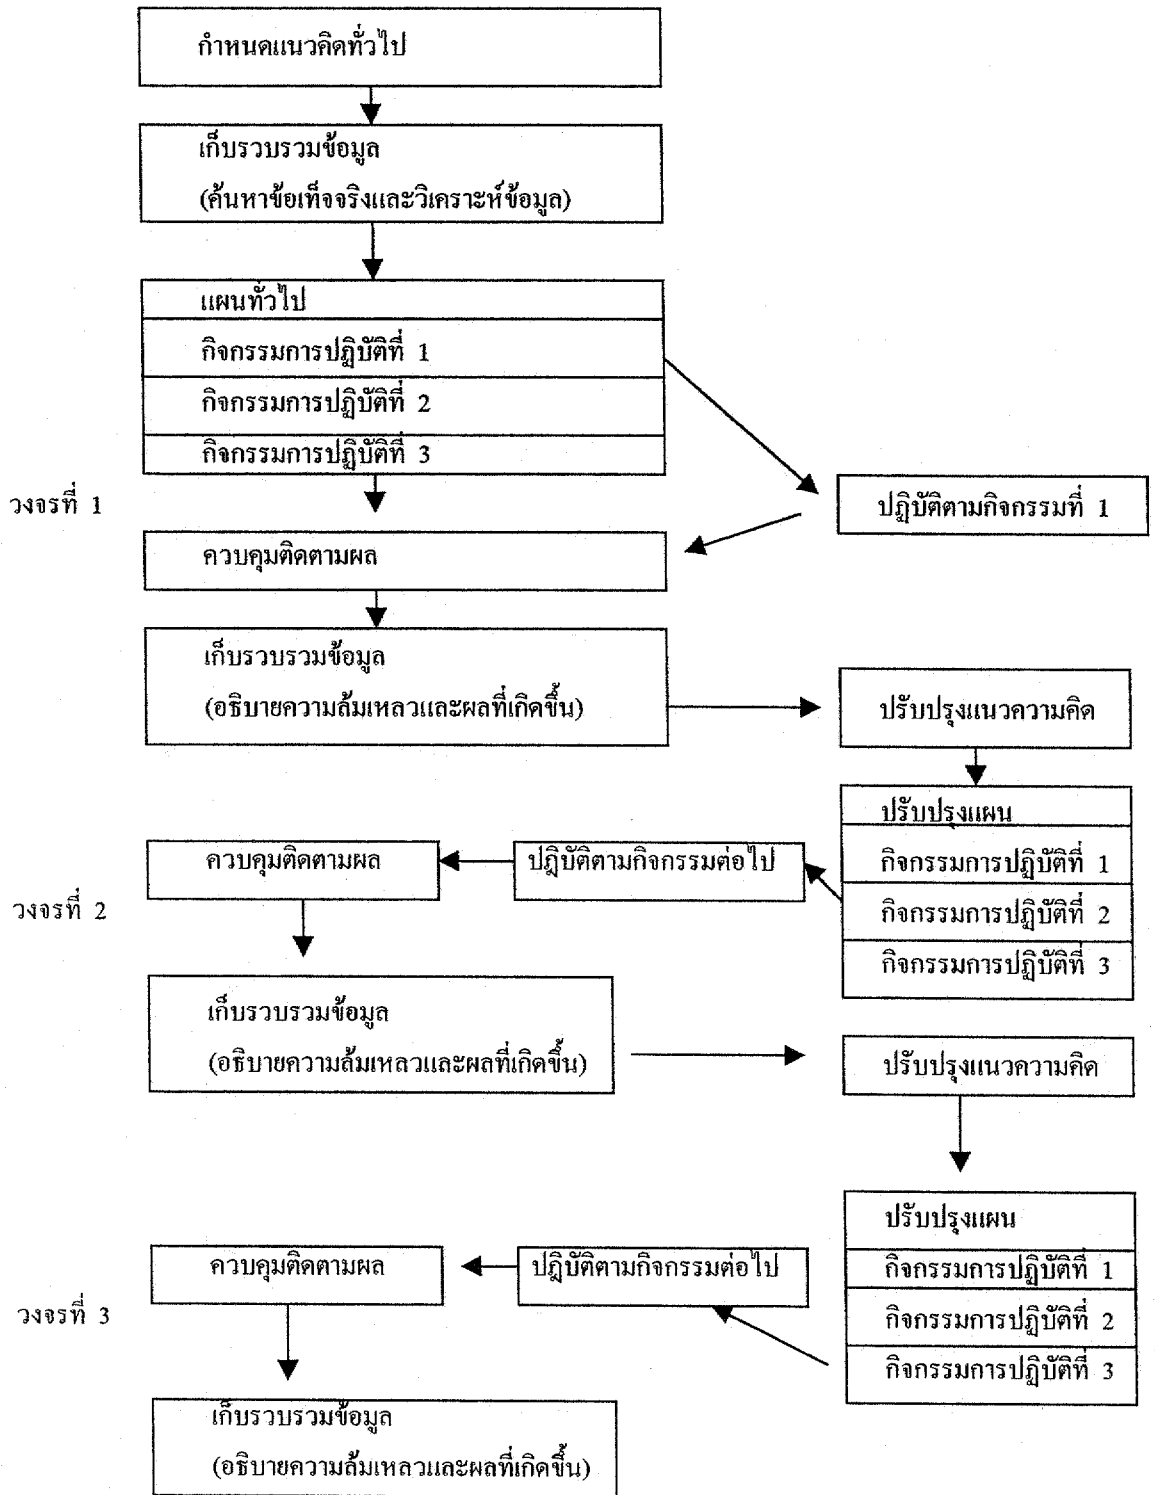 กำหนดแนวคิดทั่วไป
เก็บรวบรวมข้อมูล
(ค้นหาข้อเท็จจริงและวิเคราะห์ข้อมูล)
แผนทั่วไป
กิจกรรมการปฏิบัติที่ 1
กิจกรรมการปฏิบัติที่ 2
กิจกรรมการปฏิบัติที่ 3
วงจรที่ 1
ปฏิบัติตามกิจกรรมที่ 1
ควบคุมติดตามผล
เก็บรวบรวมข้อมูล
(อธิบายความล้มเหลวและผลที่เกิดขึ้น)
ปรับปรุงแนวความคิด
ปรับปรุงแผน
กิจกรรมการปฏิบัติที่ 1
กิจกรรมการปฏิบัติที่ 2
กิจกรรมการปฏิบัติที่ 3
ปฏิบัติตามกิจกรรมต่อไป
ควบคุมติดตามผล
วงจรที่ 2
เก็บรวบรวมข้อมูล
(อธิบายความล้มเหลวและผลที่เกิดขึ้น)
ปรับปรุงแนวความคิด
ปรับปรุงแผน
กิจกรรมการปฏิบัติที่ 1
กิจกรรมการปฏิบัติที่ 2
กิจกรรมการปฏิบัติที่ 3
ปฏิบัติตามกิจกรรมต่อไป
ควบคุมติดตามผล
วงจรที่ 3
เก็บรวบรวมข้อมูล
(อธิบายความล้มเหลวและผลที่เกิดขึ้น)